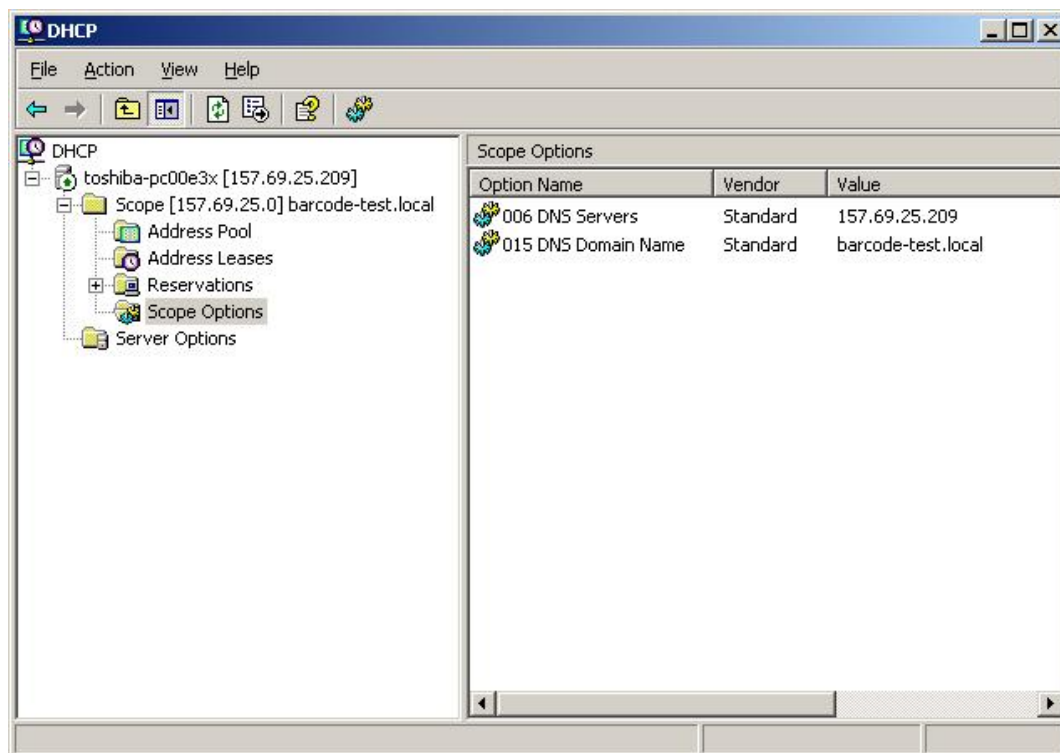 DHCP
File Action View Help
DHCP
toshiba-pc00e3x [157.69.25.209]
Scope [157.69.25.0] barcode-test.local
Address Pool
Address Leases
Reservations
Scope Options
Server Options
Scope Options
Option Name Vendor Value
006 DNS Servers Standard 157.69.25.209
015 DNS Domain Name Standard barcode-test.local